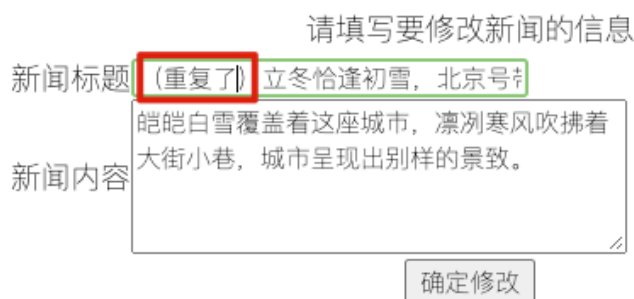 请填写要修改新闻的信息
新闻标题 （重复了）立冬恰逢初雪，北京号
新闻内容
皑皑白雪覆盖着这座城市，凛冽寒风吹拂着
大街小巷，城市呈现出别样的景致。
确定修改